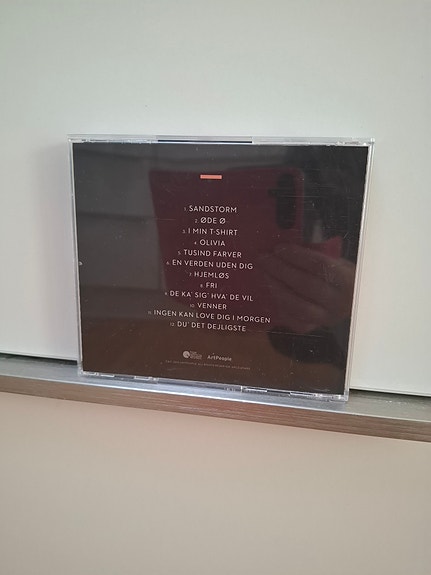 1. SANDSTORM
2. ØDE Ø
3. I MIN T-SHIRT
4. OLIVIA
5. TUSIND FARVER
6. EN VERDEN UDEN DIG
7. HJEMLØS
8. FRI
9. DE KA' SIG' HVA' DE VIL
10. VENNER
11. INGEN KAN LOVE DIG I MORGEN
12. DU' DET DEJLIGSTE
ArtPeople